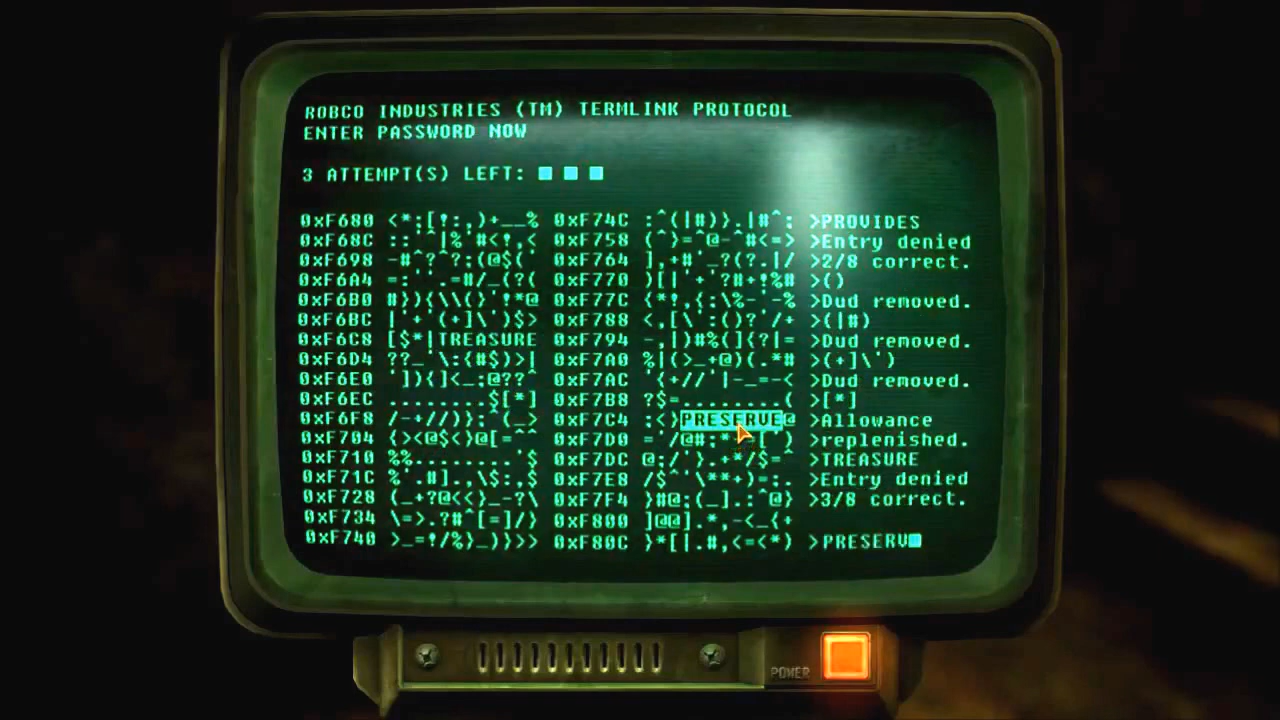 ROBCO INDUSTRIES (TM) TERMLINK PROTOCOL
ENTER PASSWORD NOW
3 ATTEMPT(S) LEFT:
0xF680 <*;[!:,)+__% 0xF74C :^(|#)}.|#^; >PROVIDES
0xF68C 0xF758 (^}=^@-^#<=> >Entry denied
0xF698 -#^?^?;(@$(' 0xF764 ],+#'_?(?.|/ >2/8 correct.
0xF6A4 0xF770 )[|'+'?#+!%# >()
0xF6B0 #}){\\(}'!*@ 0xF77C {*!,{:\%-'-% >Dud removed.
0xF6BC |'+'(+]\')$> 0xF788 <,[\':()?'/+ >(|#)
0xF6C8 [$*|TREASURE 0xF794 -,|)#%(]{?|= >Dud removed.
0xF6D4 ??_'\:{#$)>| 0xF7A0 %|(>_+@)(.*# >(+]\')
0xF6E0 ']){]<_;@??^ 0xF7AC '{+//'|-_=-< >Dud removed.
0xF6EC ........$[*] 0xF7B8 ?$=........( >[*]
0xF6F8 /-+//)};^(_> 0xF7C4 :<)PRESERVE@ >Allowance
0xF704 {><@$<}@[=^^ 0xF7D0 >replenished.
0xF710 %%........'$ 0xF7DC @;/'}.+*/$=^ >TREASURE
0xF71C %^.#].,\$:,$ 0xF7E8 /$^'\**+)=:. >Entry denied
0xF728 (_+?@<<}_-?\ 0xF7F4 }#@;(_].:^@} >3/8 correct.
0xF734 \=>.?#^[=]/} 0xF800 ]@@].*,-<_{+
0xF740 >_=!/%}_)}>> 0xF80C }*[|.#,<=<*) >PRESERV
POWER